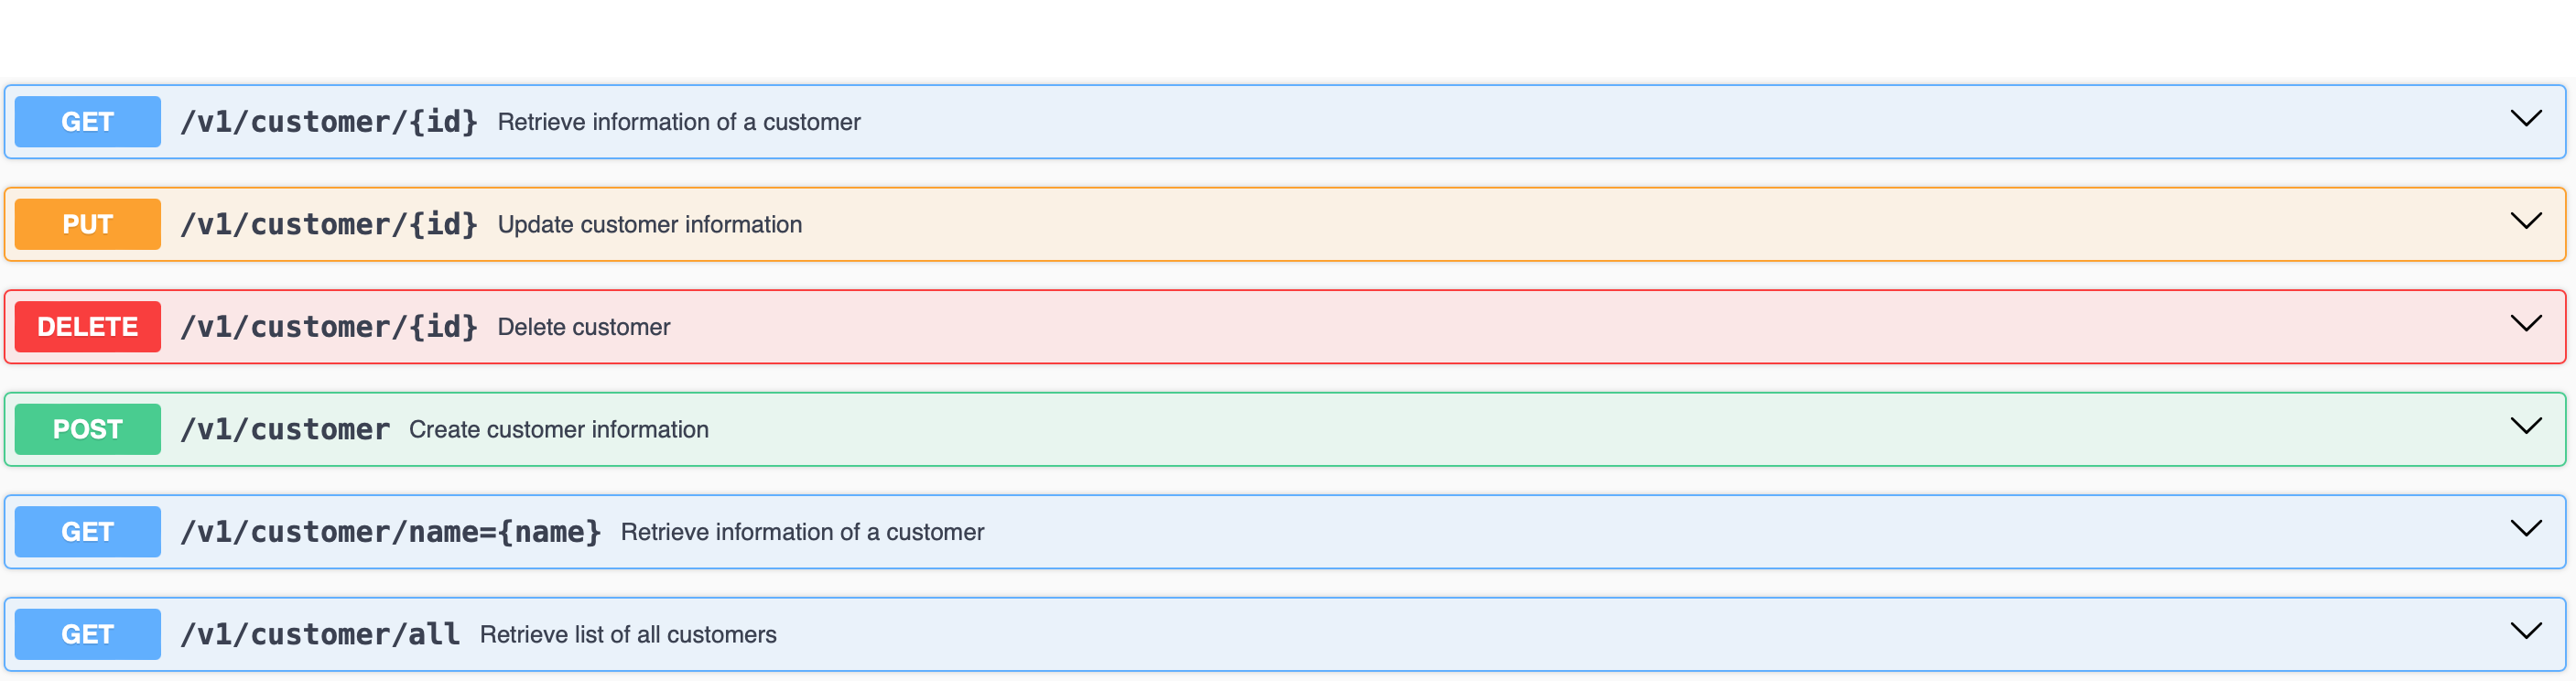 GET /v1/customer/{id} Retrieve information of a customer
PUT /v1/customer/{id} Update customer information
DELETE /v1/customer/{id} Delete customer
POST /v1/customer Create customer information
GET /v1/customer/name={name} Retrieve information of a customer
GET /v1/customer/all Retrieve list of all customers